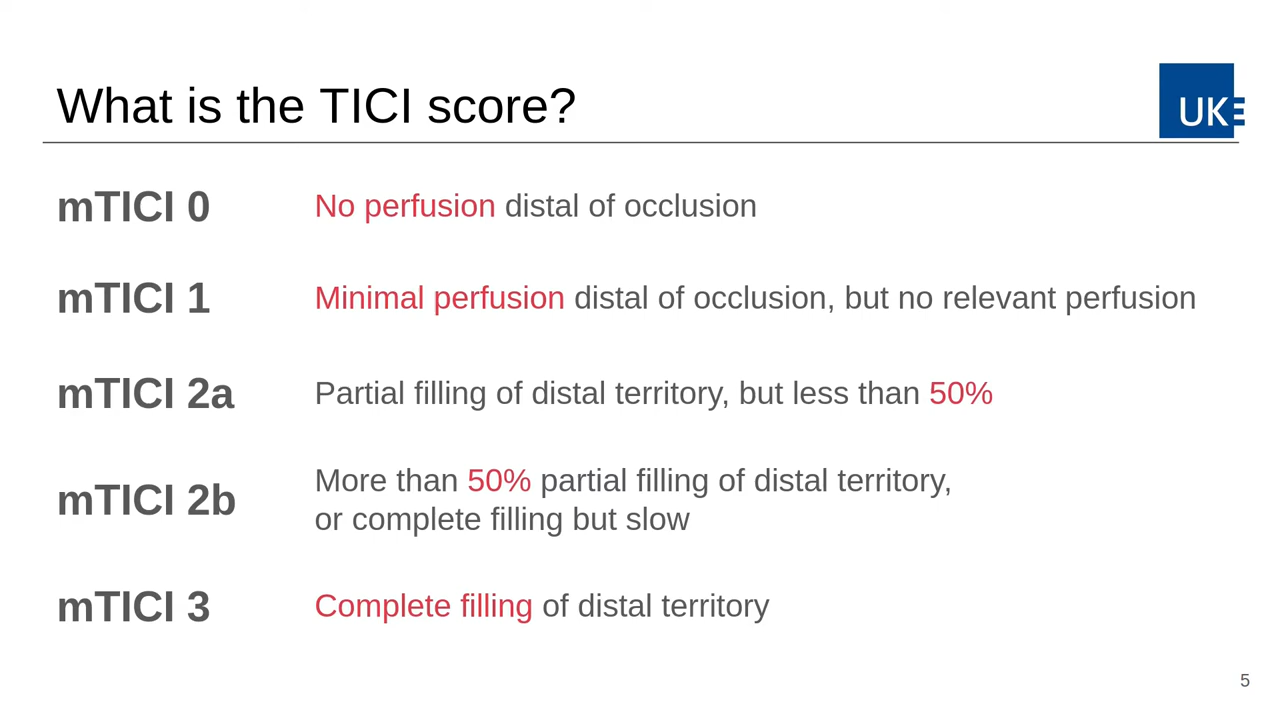 What is the TICI score?
UKE
mTICI 0
No perfusion distal of occlusion
mTICI 1
Minimal perfusion distal of occlusion, but no relevant perfusion
mTICI 2a
Partial filling of distal territory, but less than 50%
mTICI 2b
More than 50% partial filling of distal territory,
or complete filling but slow
mTICI 3
Complete filling of distal territory
5